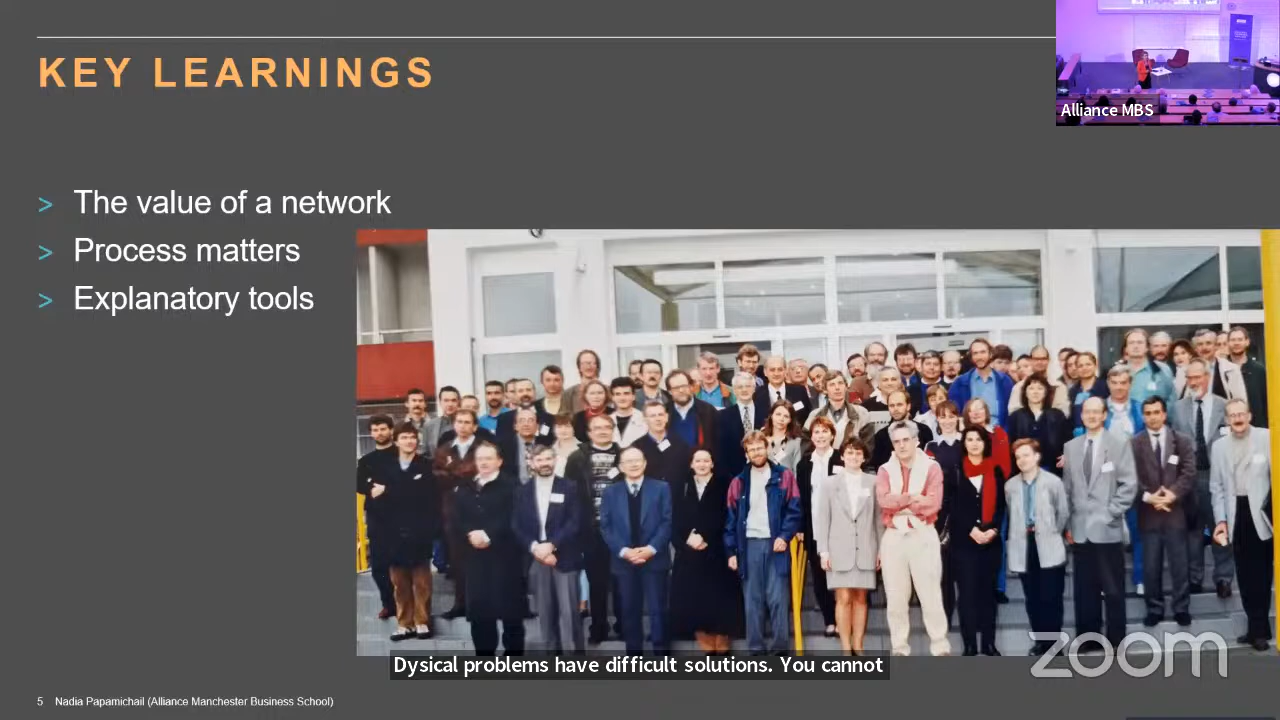 KEY LEARNINGS
Alliance MBS
> The value of a network
> Process matters
> Explanatory tools
Dysical problems have difficult solutions. You cannot
zoom
5 Nadia Papamichail (Alliance Manchester Business School)